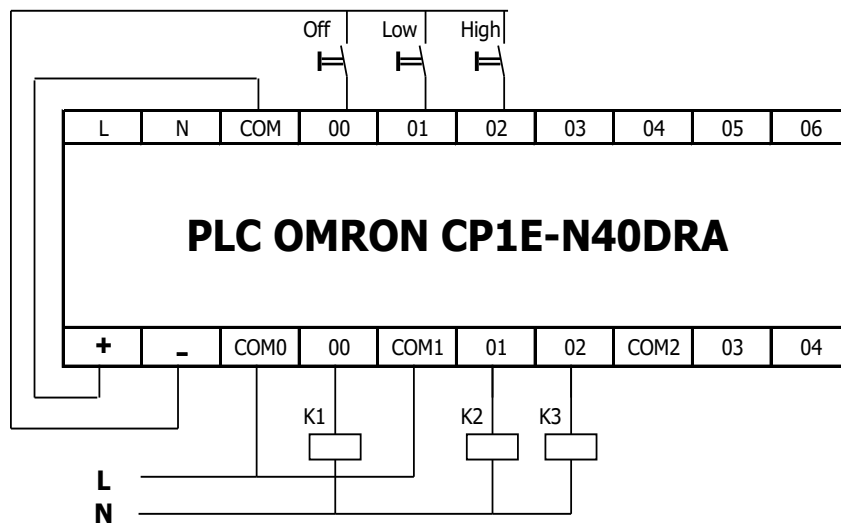 Off Low High
L N COM 00 01 02 03 04 05 06
PLC OMRON CP1E-N40DRA
+ - COM0 00 COM1 01 02 COM2 03 04
K1 K2 K3
L
N